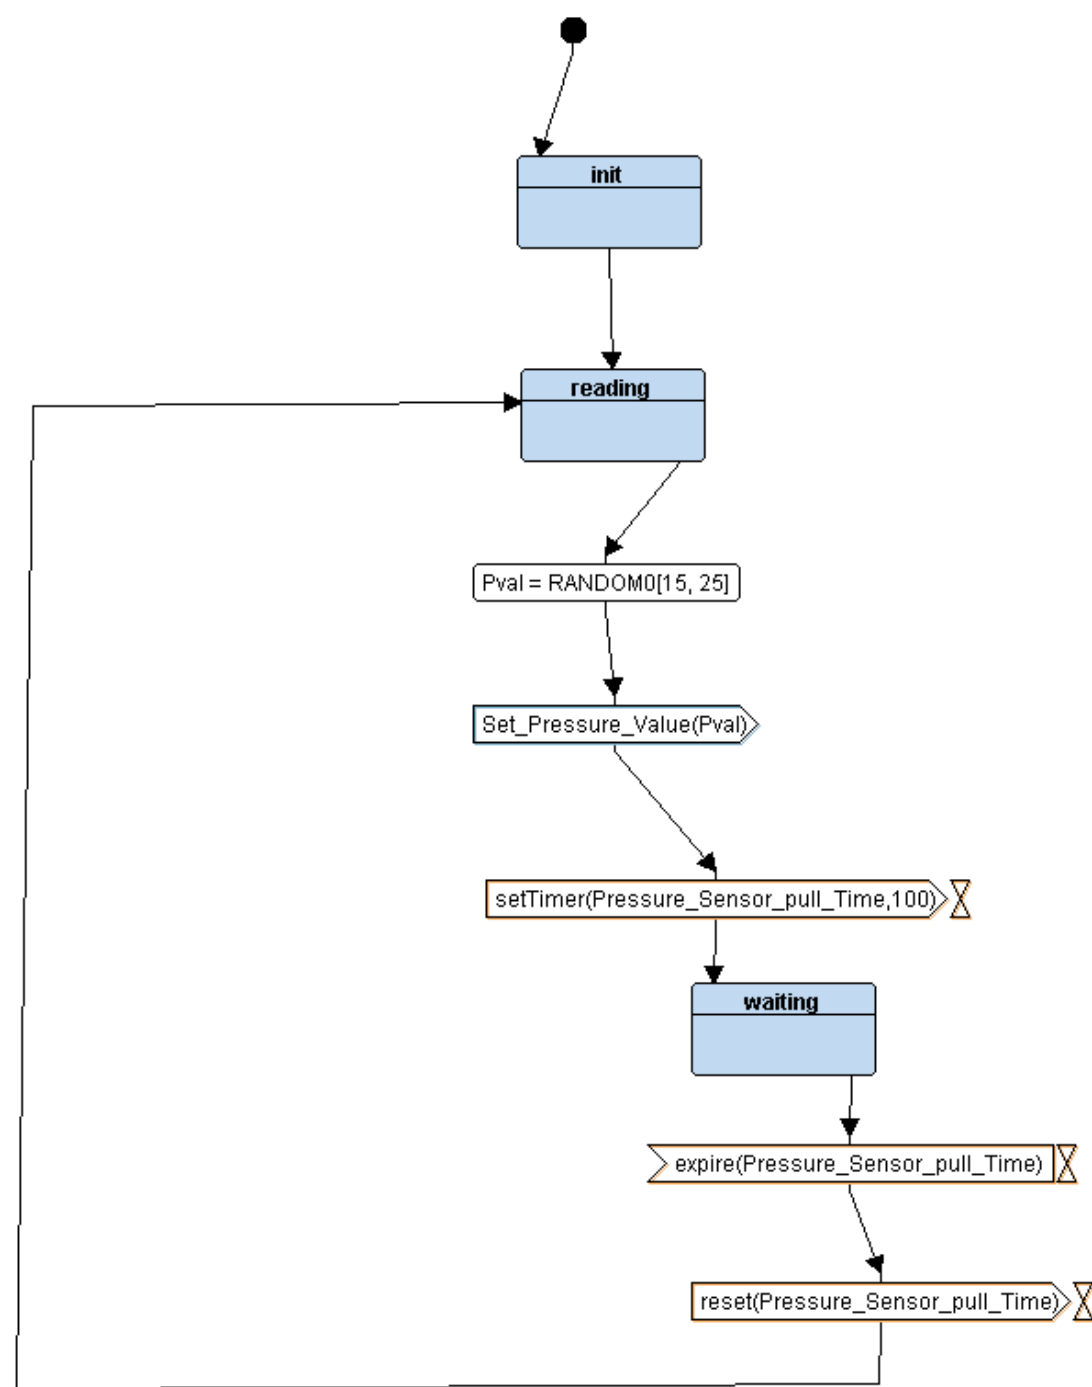 init
reading
Pval = RANDOM0[15, 25]
Set_Pressure_Value(Pval)
setTimer(Pressure_Sensor_pull_Time,100)
waiting
expire(Pressure_Sensor_pull_Time)
reset(Pressure_Sensor_pull_Time)